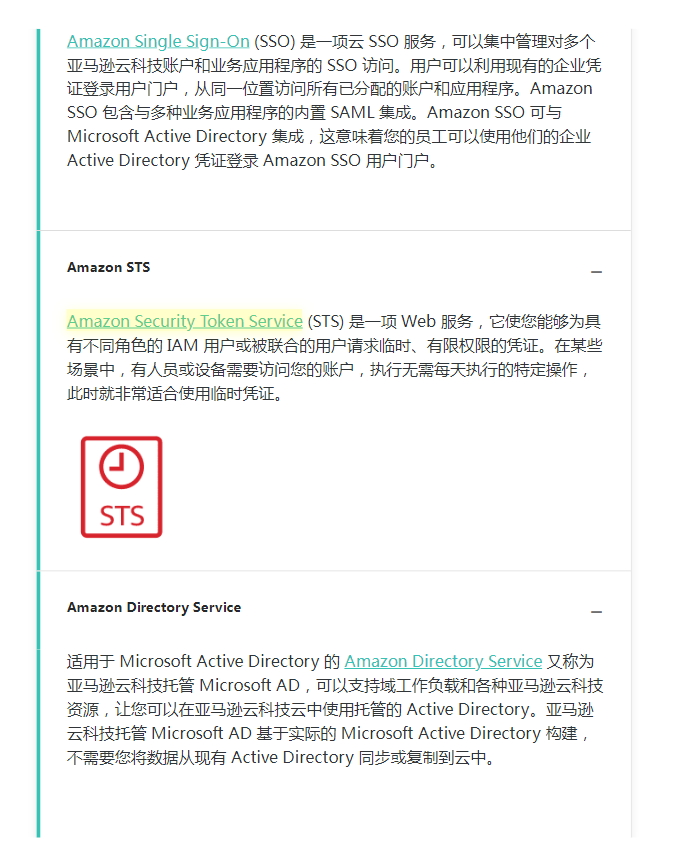 Amazon Single Sign-On (SSO) 是一项云 SSO 服务，可以集中管理对多个
亚马逊云科技账户和业务应用程序的 SSO 访问。用户可以利用现有的企业凭
证登录用户门户，从同一位置访问所有已分配的账户和应用程序。Amazon
SSO 包含与多种业务应用程序的内置 SAML 集成。Amazon SSO 可与
Microsoft Active Directory 集成，这意味着您的员工可以使用他们的企业
Active Directory 凭证登录 Amazon SSO 用户门户。
Amazon STS
Amazon Security Token Service (STS) 是一项 Web 服务，它使您能够为具
有不同角色的 IAM 用户或被联合的用户请求临时、有限权限的凭证。在某些
场景中，有人员或设备需要访问您的账户，执行无需每天执行的特定操作，
此时就非常适合使用临时凭证。
STS
Amazon Directory Service
适用于 Microsoft Active Directory 的 Amazon Directory Service 又称为
亚马逊云科技托管 Microsoft AD，可以支持域工作负载和各种亚马逊云科技
资源，让您可以在亚马逊云科技云中使用托管的 Active Directory。亚马逊
云科技托管 Microsoft AD 基于实际的 Microsoft Active Directory 构建，
不需要您将数据从现有 Active Directory 同步或复制到云中。